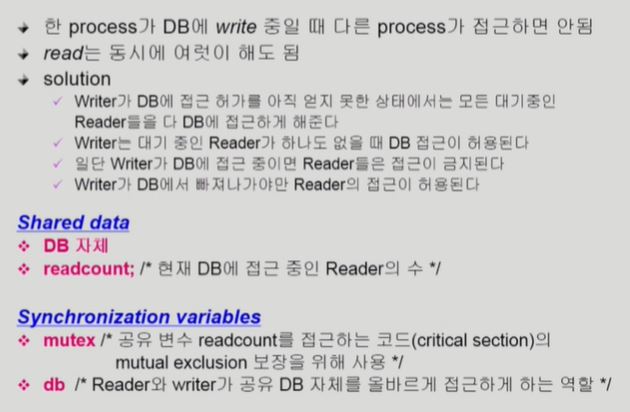 한 process가 DB에 write 중일 때 다른 process가 접근하면 안됨
read는 동시에 여럿이 해도 됨
solution
Writer가 DB에 접근 허가를 아직 얻지 못한 상태에서는 모든 대기중인
Reader들을 다 DB에 접근하게 해준다
Writer는 대기 중인 Reader가 하나도 없을 때 DB 접근이 허용된다
일단 Writer가 DB에 접근 중이면 Reader들은 접근이 금지된다
Writer가 DB에서 빠져나가야만 Reader의 접근이 허용된다
Shared data
DB 자체
readcount; /* 현재 DB에 접근 중인 Reader의 수 */
Synchronization variables
mutex /* 공유 변수 readcount를 접근하는 코드(critical section)의
mutual exclusion 보장을 위해 사용 */
db /* Reader와 writer가 공유 DB 자체를 올바르게 접근하게 하는 역할 */